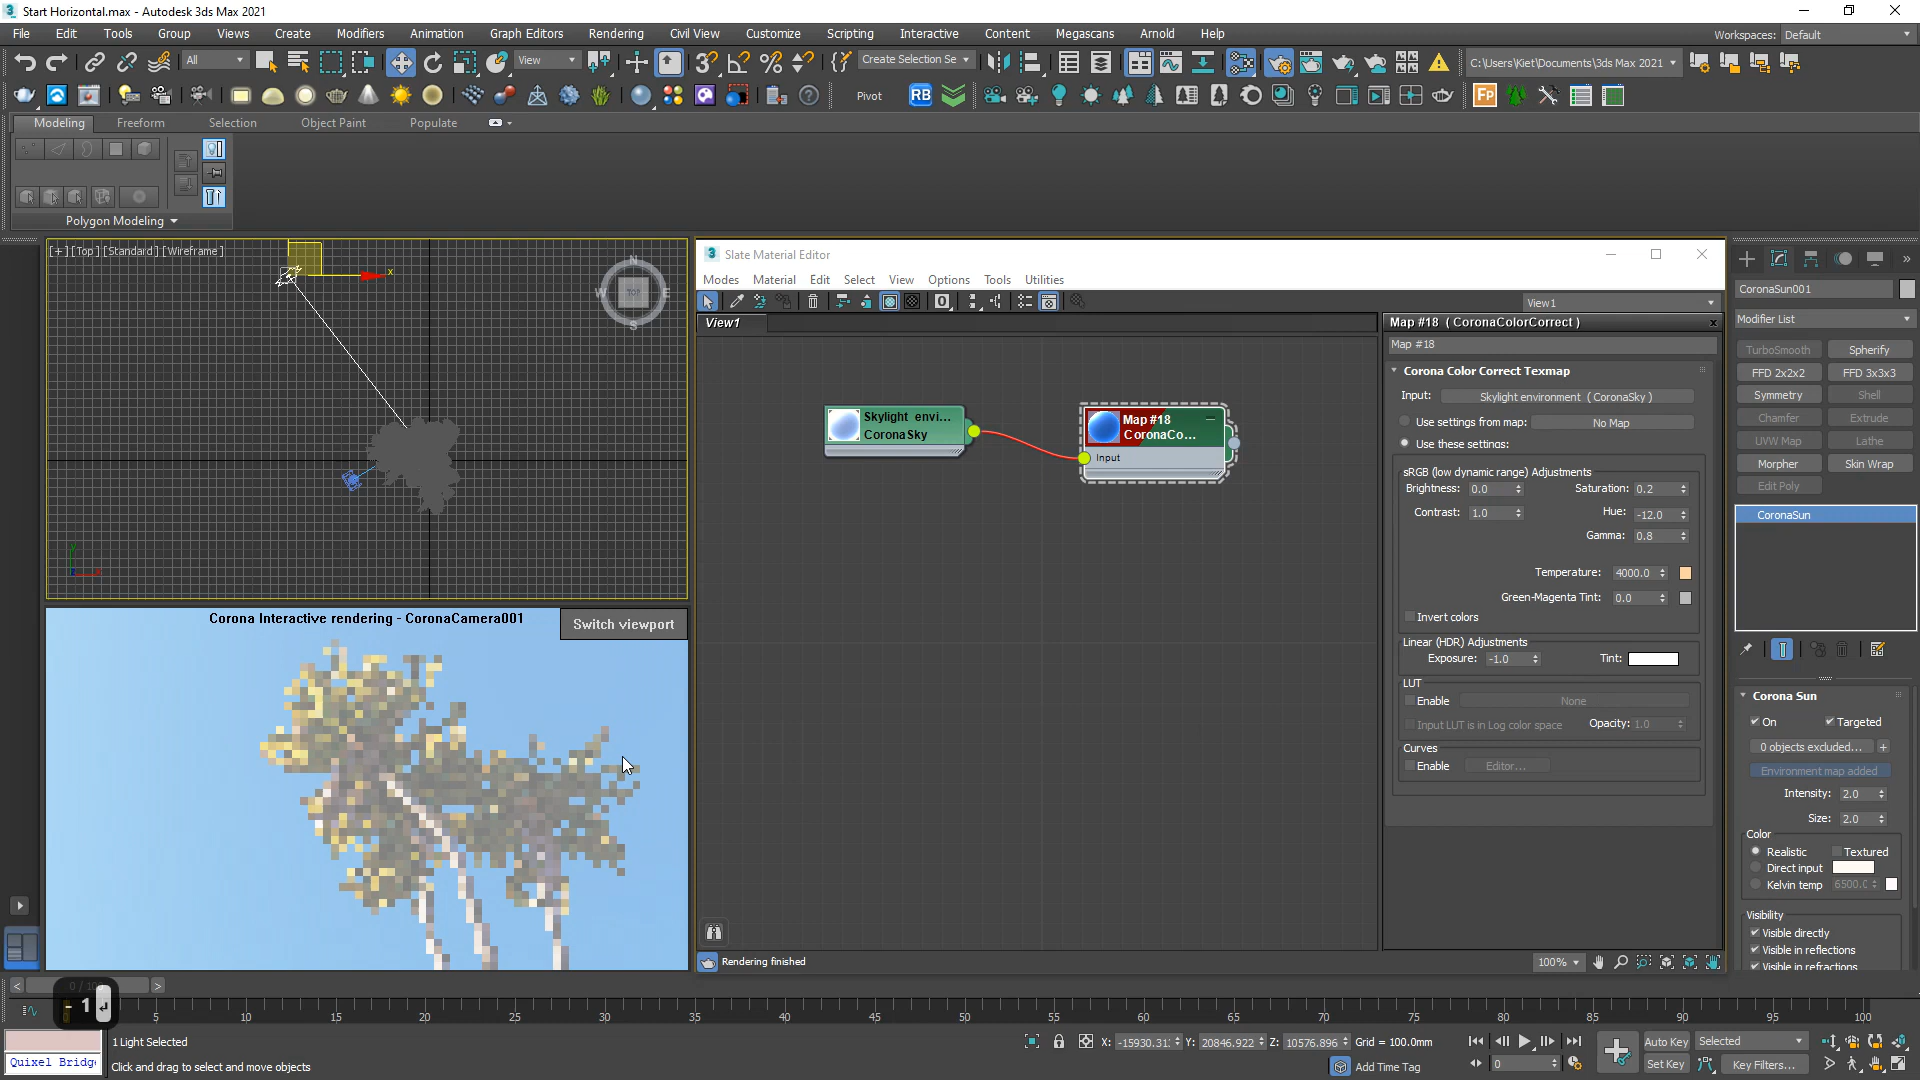 Start Horizontal.max - Autodesk 3ds Max 2021
File Edit Tools Group Views Create Modifiers Animation Graph Editors Rendering Civil View Customize Scripting Interactive Content Megascans Arnold Help
Workspaces: Default
All View Create Selection Se C:\Users\Kiet\Documents\3ds Max 2021
Pivot RB
Modeling Freeform Selection Object Paint Populate
Polygon Modeling
[+] [Top] [Standard] [Wireframe]
N
W TOP E
S
x
y
Corona Interactive rendering - CoronaCamera001
Switch viewport
Slate Material Editor
Modes Material Edit Select View Options Tools Utilities
View1
View1
Skylight envi...
CoronaSky
Map #18
CoronaCo...
Input
Map #18 ( CoronaColorCorrect )
Map #18
Corona Color Correct Texmap
Input: Skylight environment ( CoronaSky )
Use settings from map: No Map
Use these settings:
sRGB (low dynamic range) Adjustments
Brightness: 0.0 Saturation: 0.2
Contrast: 1.0 Hue: -12.0
Gamma: 0.8
Temperature: 4000.0
Green-Magenta Tint: 0.0
Invert colors
Linear (HDR) Adjustments
Exposure: -1.0 Tint:
LUT
Enable None
Input LUT is in Log color space Opacity: 1.0
Curves
Enable Editor...
Rendering finished
100%
CoronaSun001
Modifier List
TurboSmooth Spherify
FFD 2x2x2 FFD 3x3x3
Symmetry Shell
Chamfer Extrude
UVW Map Lathe
Morpher Skin Wrap
Edit Poly
CoronaSun
Corona Sun
On Targeted
0 objects excluded... +
Environment map added
Intensity: 2.0
Size: 2.0
Color
Realistic Textured
Direct input
Kelvin temp 6500.0
Visibility
Visible directly
Visible in reflections
Visible in refractions
- 1
5 10 15 20 25 30 35 40 45 50 55 60 65 70 75 80 85 90 95 100
Quixel Bridg
1 Light Selected
Click and drag to select and move objects
X: -15930.313 Y: 20846.922 Z: 10576.896 Grid = 100.0mm
Add Time Tag
0
Auto Key Selected
Set Key Key Filters...